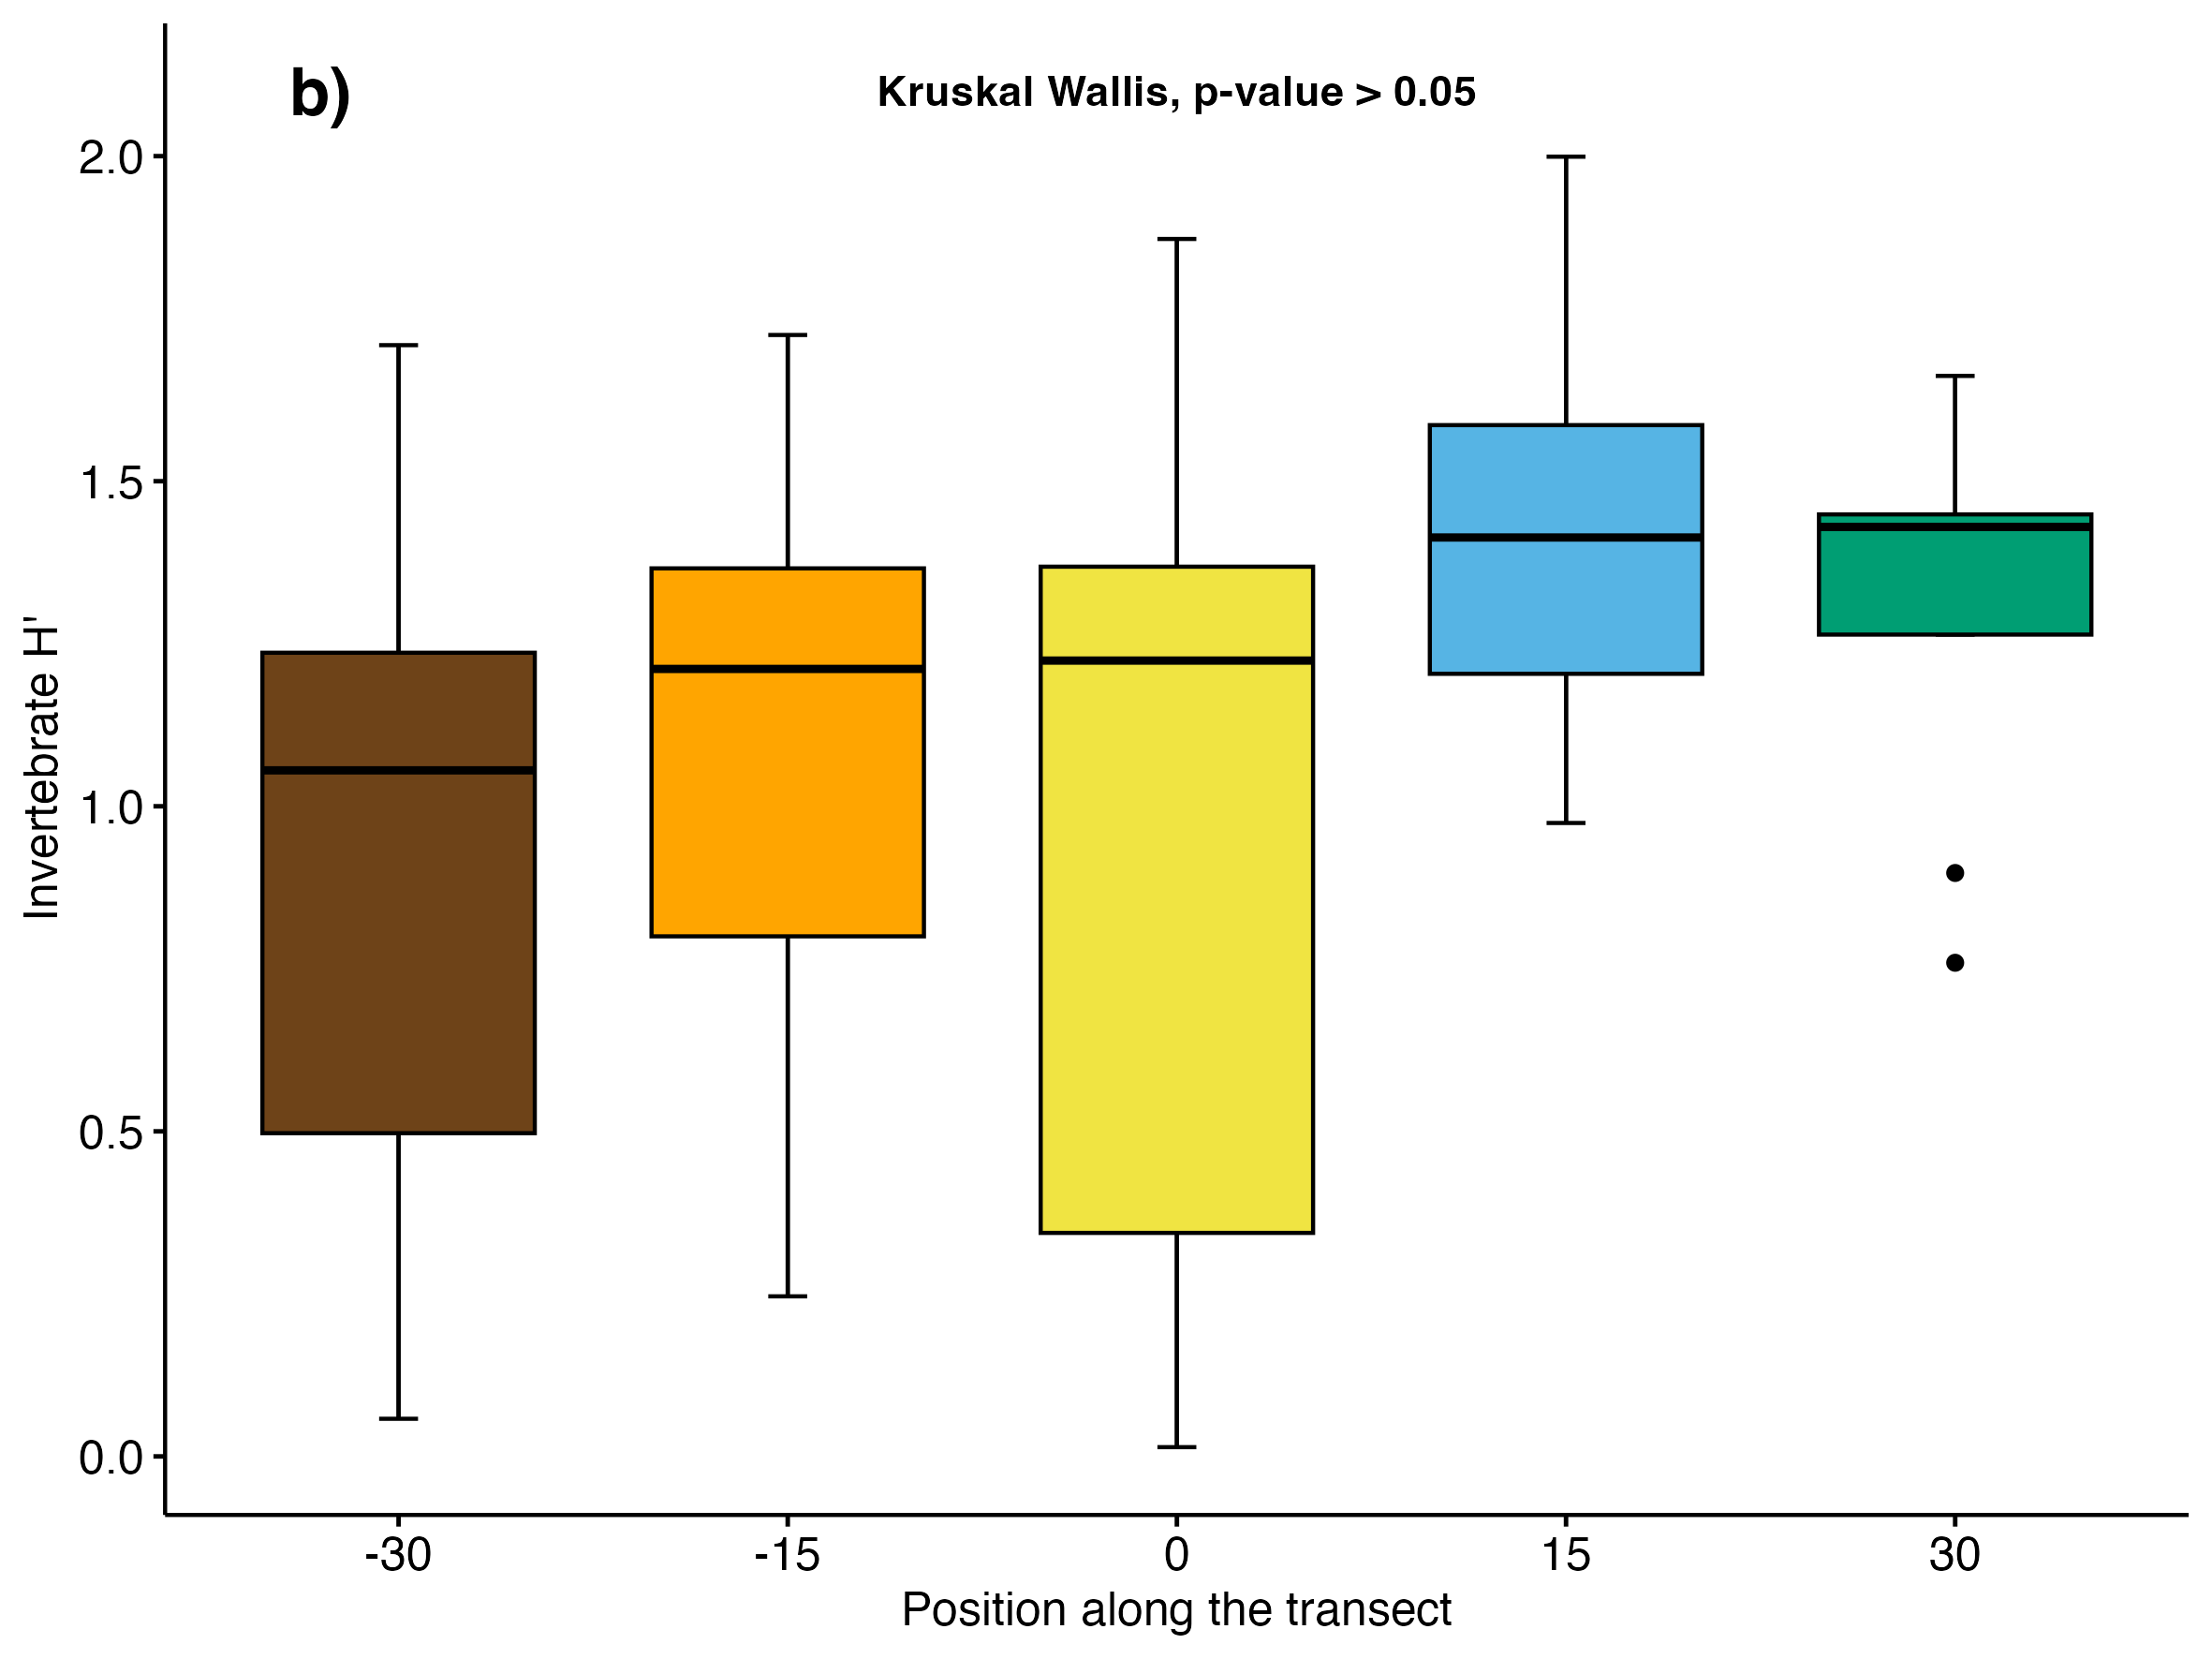 b)
Kruskal Wallis, p-value > 0.05
2.0
1.5
1.0
0.5
0.0
Invertebrate H'
-30 -15 0 15 30
Position along the transect